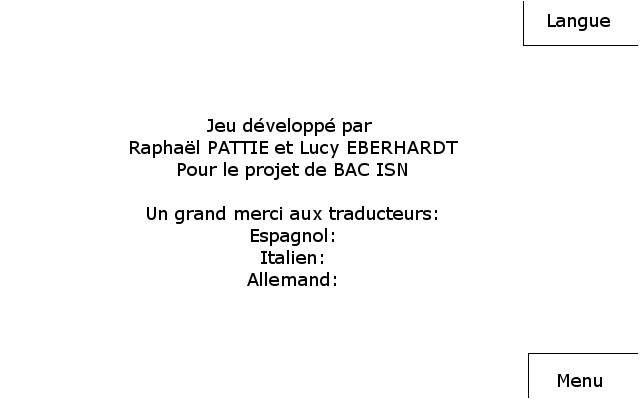 Langue
Jeu développé par
Raphaël PATTIE et Lucy EBERHARDT
Pour le projet de BAC ISN
Un grand merci aux traducteurs:
Espagnol:
Italien:
Allemand:
Menu